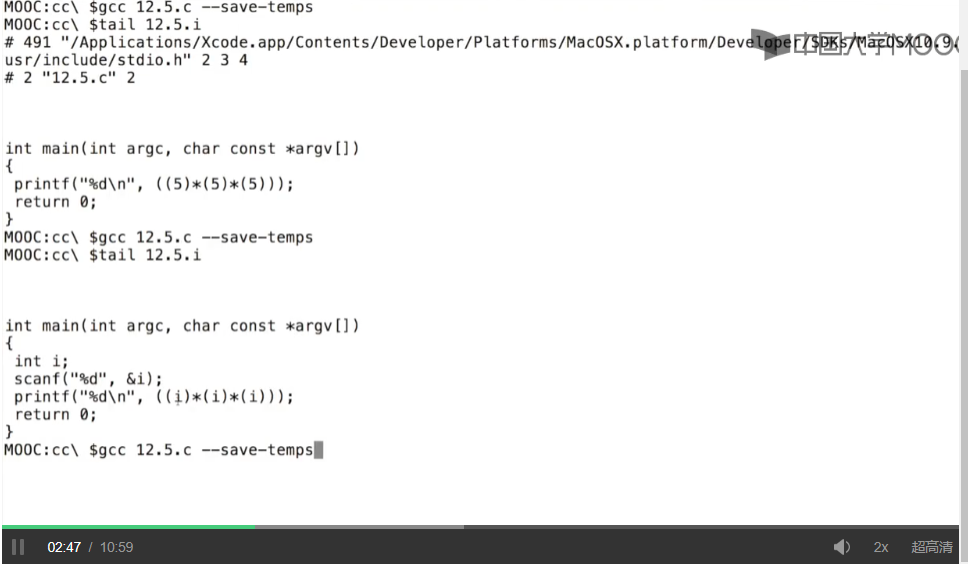 MOOC:cc\ $gcc 12.5.c --save-temps
MOOC:cc\ $tail 12.5.i
# 491 "/Applications/Xcode.app/Contents/Developer/Platforms/MacOSX.platform/Developer/SDKs/MacOSX10.9.
中国大学MOOC
usr/include/stdio.h" 2 3 4
# 2 "12.5.c" 2
int main(int argc, char const *argv[])
{
printf("%d\n", ((5)*(5)*(5)));
return 0;
}
MOOC:cc\ $gcc 12.5.c --save-temps
MOOC:cc\ $tail 12.5.i
int main(int argc, char const *argv[])
{
int i;
scanf("%d", &i);
printf("%d\n", ((i)*(i)*(i)));
return 0;
}
MOOC:cc\ $gcc 12.5.c --save-temps
02:47 / 10:59 2x 超高清